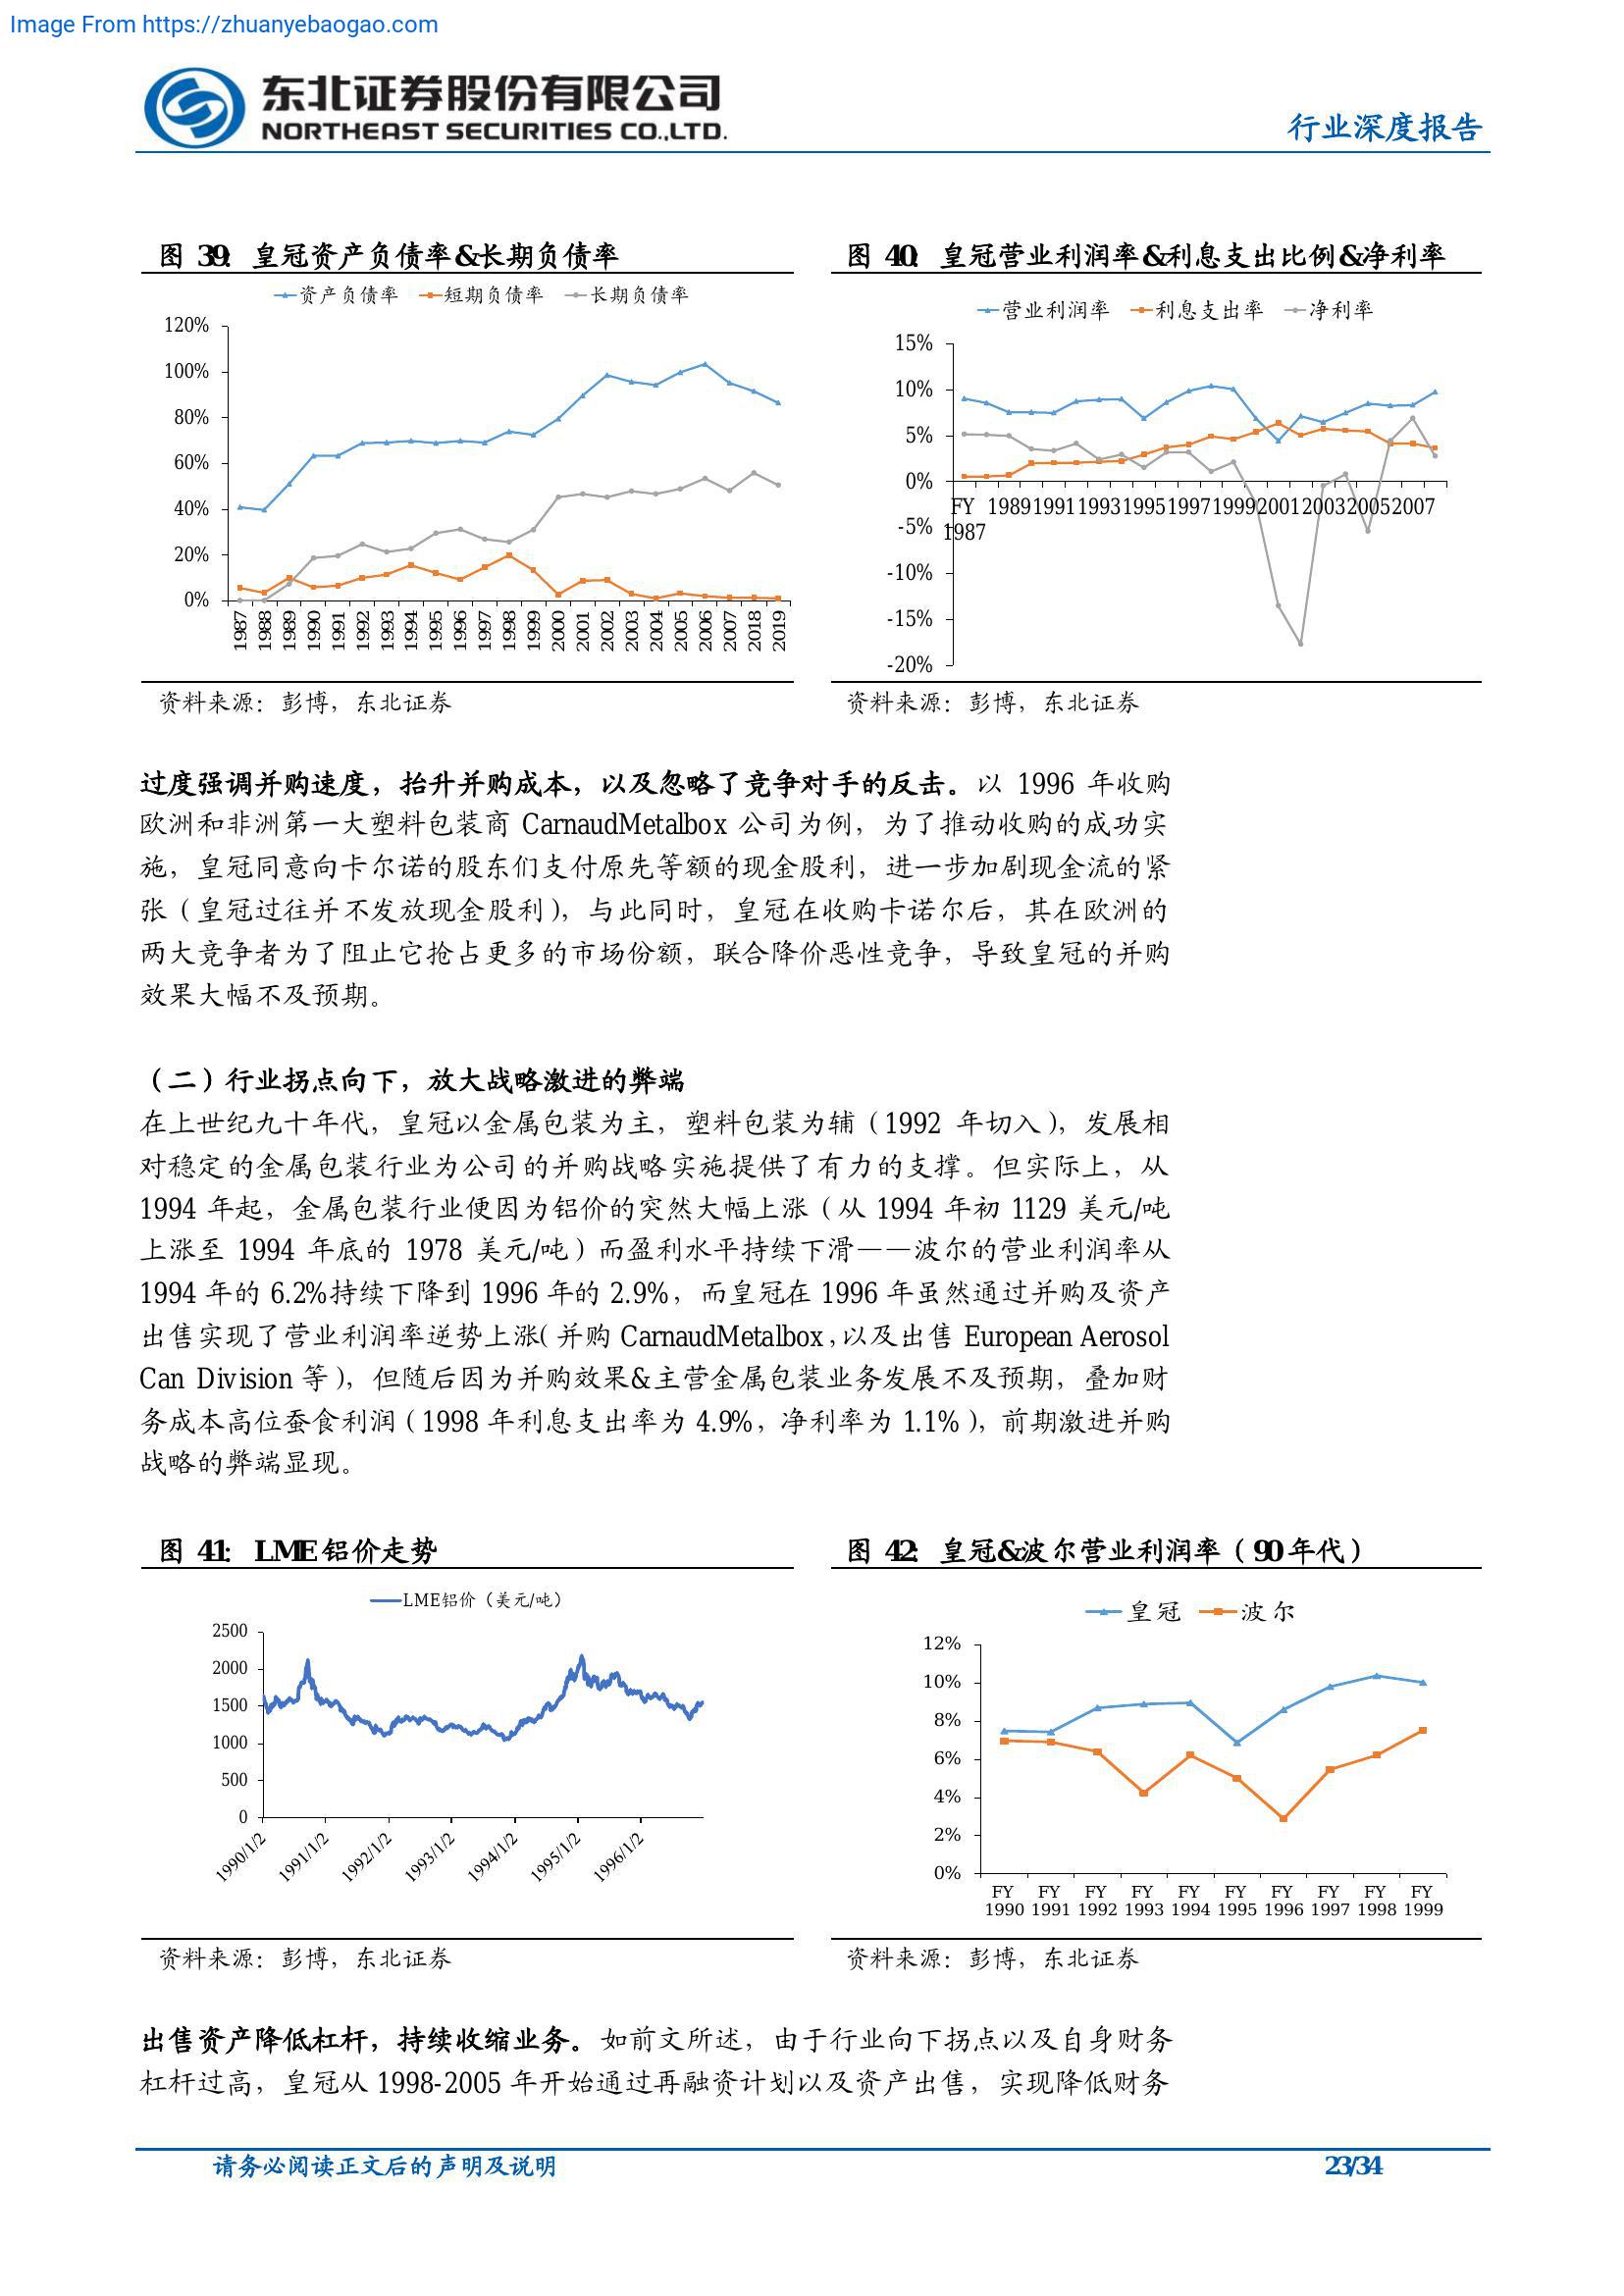 Image From https://zhuanyebaogao.com
东北证券股份有限公司
NORTHEAST SECURITIES CO.,LTD.
行业深度报告
图 39：皇冠资产负债率&长期负债率
资产负债率 短期负债率 长期负债率
120%
100%
80%
60%
40%
20%
0%
1987 1988 1989 1990 1991 1992 1993 1994 1995 1996 1997 1998 1999 2000 2001 2002 2003 2004 2005 2006 2007 2018 2019
资料来源：彭博，东北证券
图 40：皇冠营业利润率&利息支出比例&净利率
营业利润率 利息支出率 净利率
15%
10%
5%
0%
-5%
-10%
-15%
-20%
FY 1987 1989 1991 1993 1995 1997 1999 2001 2003 2005 2007
资料来源：彭博，东北证券
过度强调并购速度，抬升并购成本，以及忽略了竞争对手的反击。以 1996 年收购
欧洲和非洲第一大塑料包装商 CarnaudMetalbox 公司为例，为了推动收购的成功实
施，皇冠同意向卡尔诺的股东们支付原先等额的现金股利，进一步加剧现金流的紧
张（皇冠过往并不发放现金股利），与此同时，皇冠在收购卡诺尔后，其在欧洲的
两大竞争者为了阻止它抢占更多的市场份额，联合降价恶性竞争，导致皇冠的并购
效果大幅不及预期。
（二）行业拐点向下，放大战略激进的弊端
在上世纪九十年代，皇冠以金属包装为主，塑料包装为辅（1992 年切入），发展相
对稳定的金属包装行业为公司的并购战略实施提供了有力的支撑。但实际上，从
1994 年起，金属包装行业便因为铝价的突然大幅上涨（从 1994 年初 1129 美元/吨
上涨至 1994 年底的 1978 美元/吨）而盈利水平持续下滑——波尔的营业利润率从
1994 年的 6.2%持续下降到 1996 年的 2.9%，而皇冠在 1996 年虽然通过并购及资产
出售实现了营业利润率逆势上涨（并购 CarnaudMetalbox，以及出售 European Aerosol
Can Division 等），但随后因为并购效果&主营金属包装业务发展不及预期，叠加财
务成本高位蚕食利润（1998 年利息支出率为 4.9%，净利率为 1.1%），前期激进并购
战略的弊端显现。
图 41：LME 铝价走势
LME铝价（美元/吨）
2500
2000
1500
1000
500
0
1990/1/2 1991/1/2 1992/1/2 1993/1/2 1994/1/2 1995/1/2 1996/1/2
资料来源：彭博，东北证券
图 42：皇冠&波尔营业利润率（90 年代）
皇冠 波尔
12%
10%
8%
6%
4%
2%
0%
FY FY FY FY FY FY FY FY FY FY
1990 1991 1992 1993 1994 1995 1996 1997 1998 1999
资料来源：彭博，东北证券
出售资产降低杠杆，持续收缩业务。如前文所述，由于行业向下拐点以及自身财务
杠杆过高，皇冠从 1998-2005 年开始通过再融资计划以及资产出售，实现降低财务
请务必阅读正文后的声明及说明
23/34